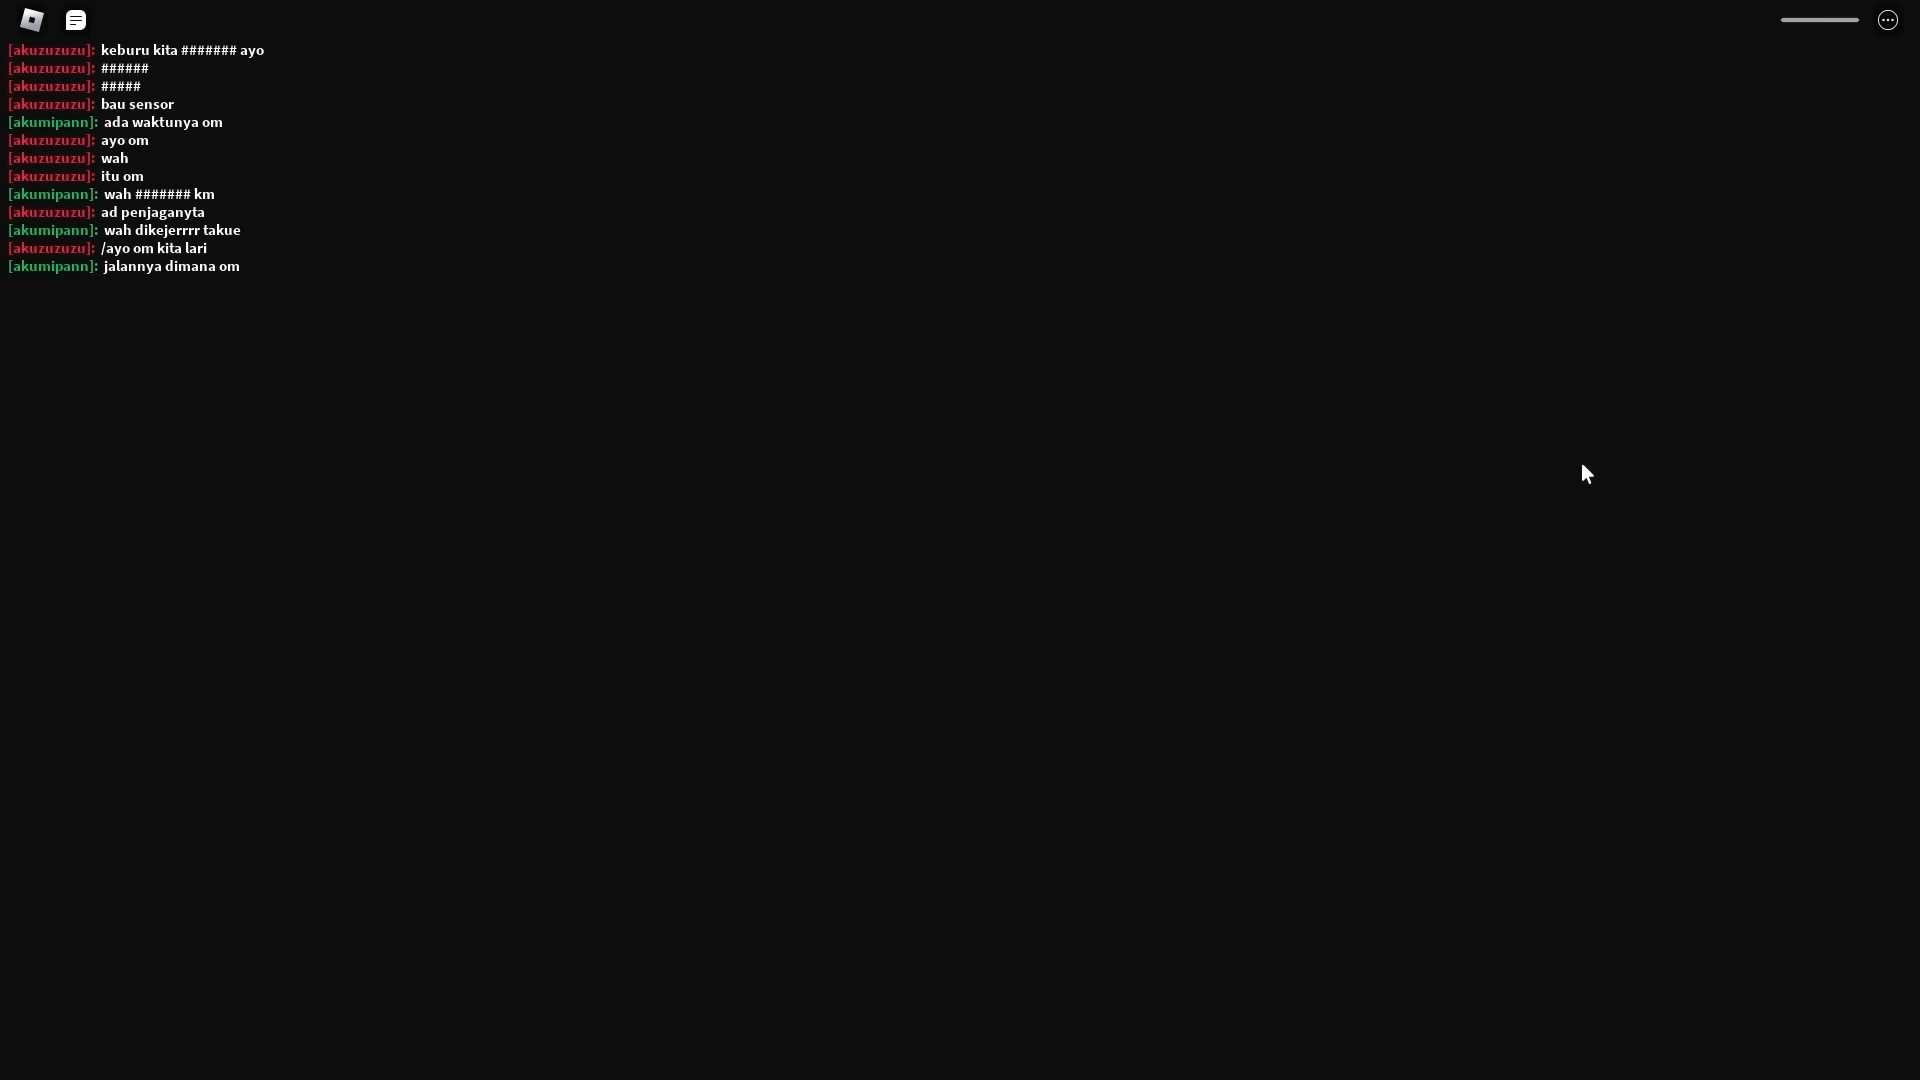 [akuzuzuzu]: keburu kita ####### ayo
[akuzuzuzu]: ######
[akuzuzuzu]: #####
[akuzuzuzu]: bau sensor
[akumipann]: ada waktunya om
[akuzuzuzu]: ayo om
[akuzuzuzu]: wah
[akuzuzuzu]: itu om
[akumipann]: wah ####### km
[akuzuzuzu]: ad penjaganyta
[akumipann]: wah dikejerrrr takue
[akuzuzuzu]: /ayo om kita lari
[akumipann]: jalannya dimana om